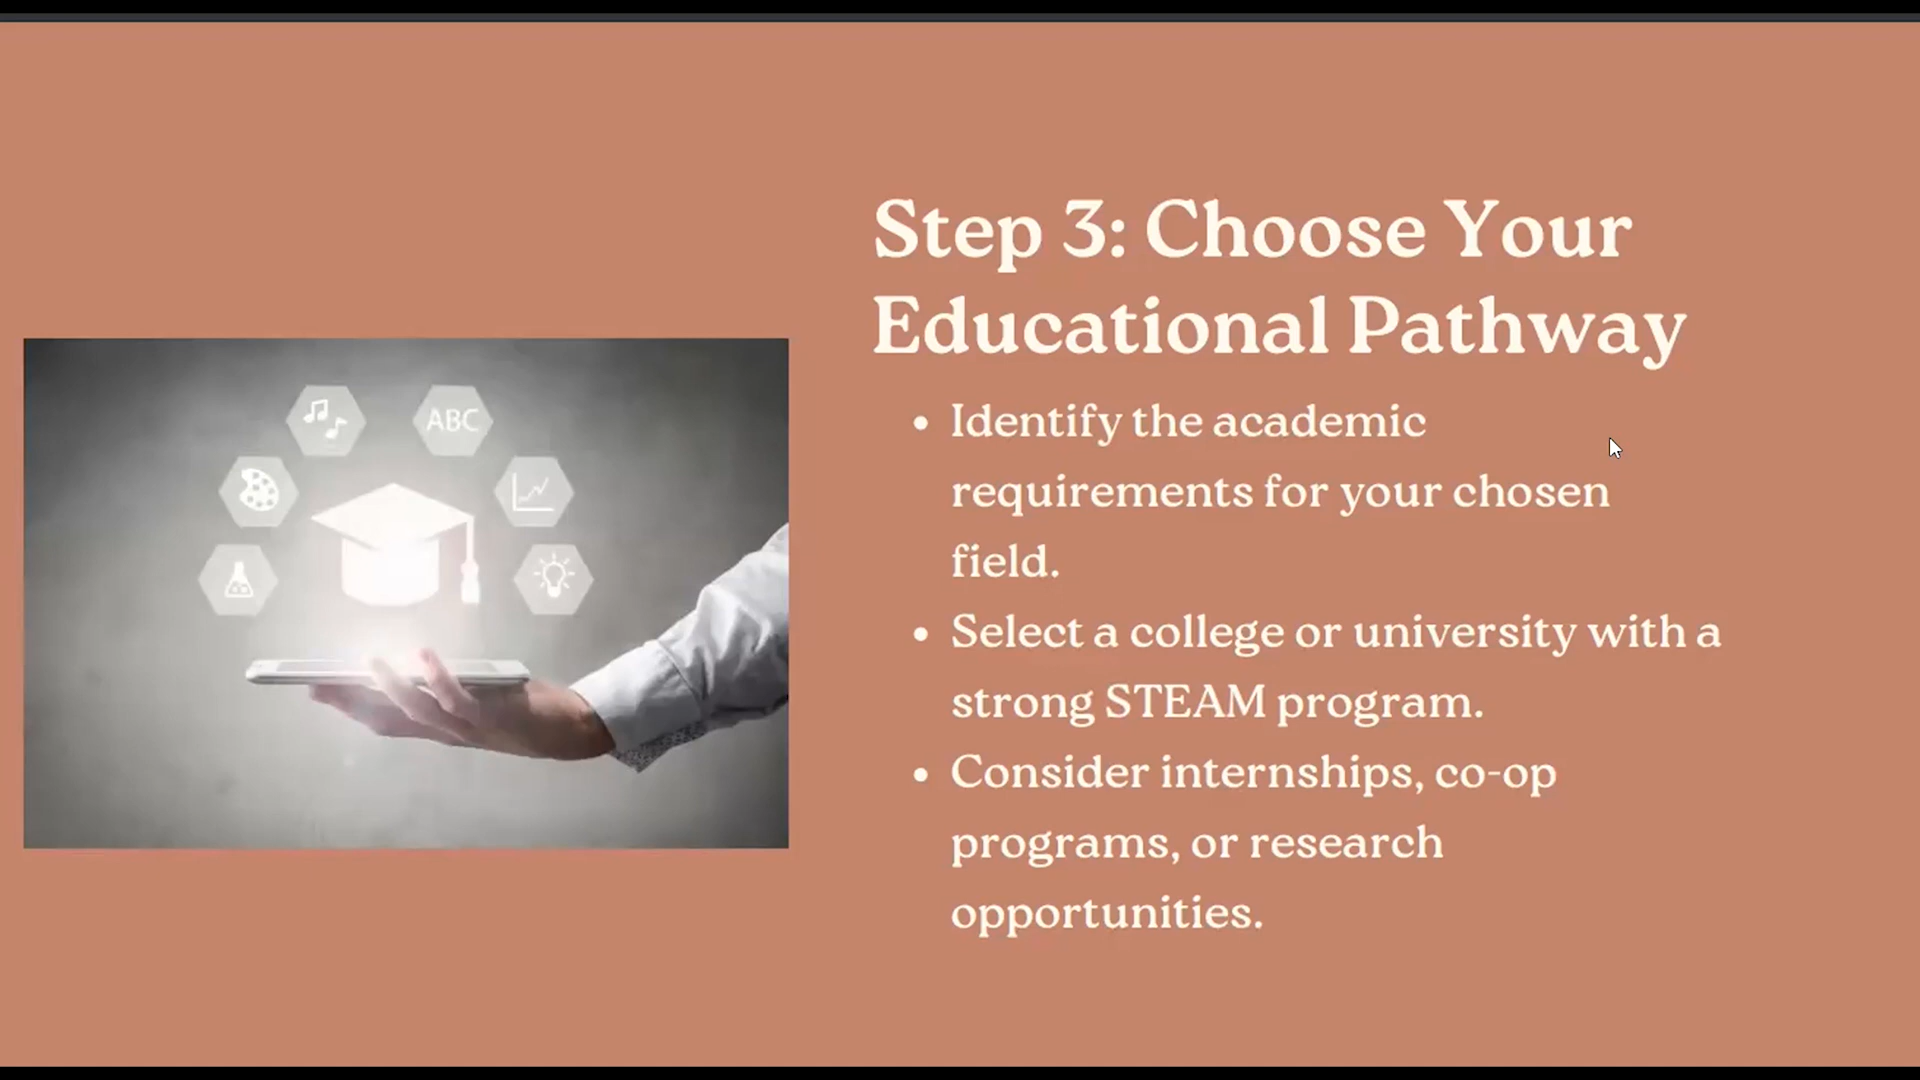 Step 3: Choose Your
Educational Pathway
• Identify the academic
requirements for your chosen
field.
• Select a college or university with a
strong STEAM program.
• Consider internships, co-op
programs, or research
opportunities.
ABC